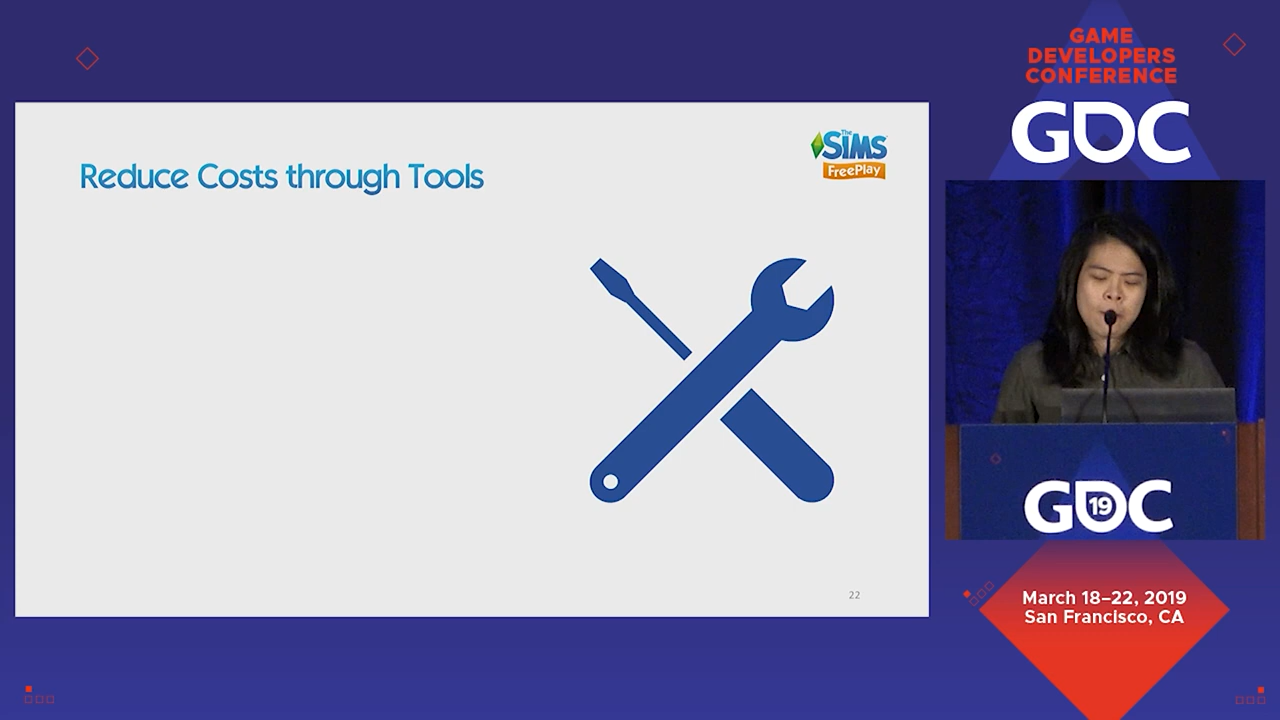 GAME
DEVELOPERS
CONFERENCE
GDC
Reduce Costs through Tools
The
SIMS
FreePlay
22
GDC
19
March 18–22, 2019
San Francisco, CA